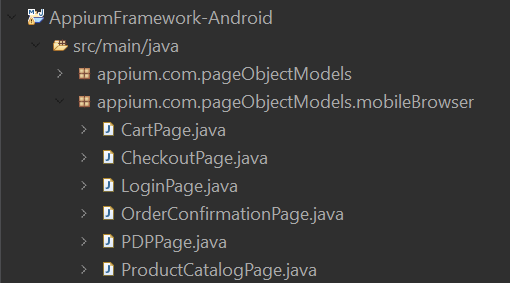 AppiumFramework-Android
src/main/java
appium.com.pageObjectModels
appium.com.pageObjectModels.mobileBrowser
CartPage.java
CheckoutPage.java
LoginPage.java
OrderConfirmationPage.java
PDPPage.java
ProductCatalogPage.java